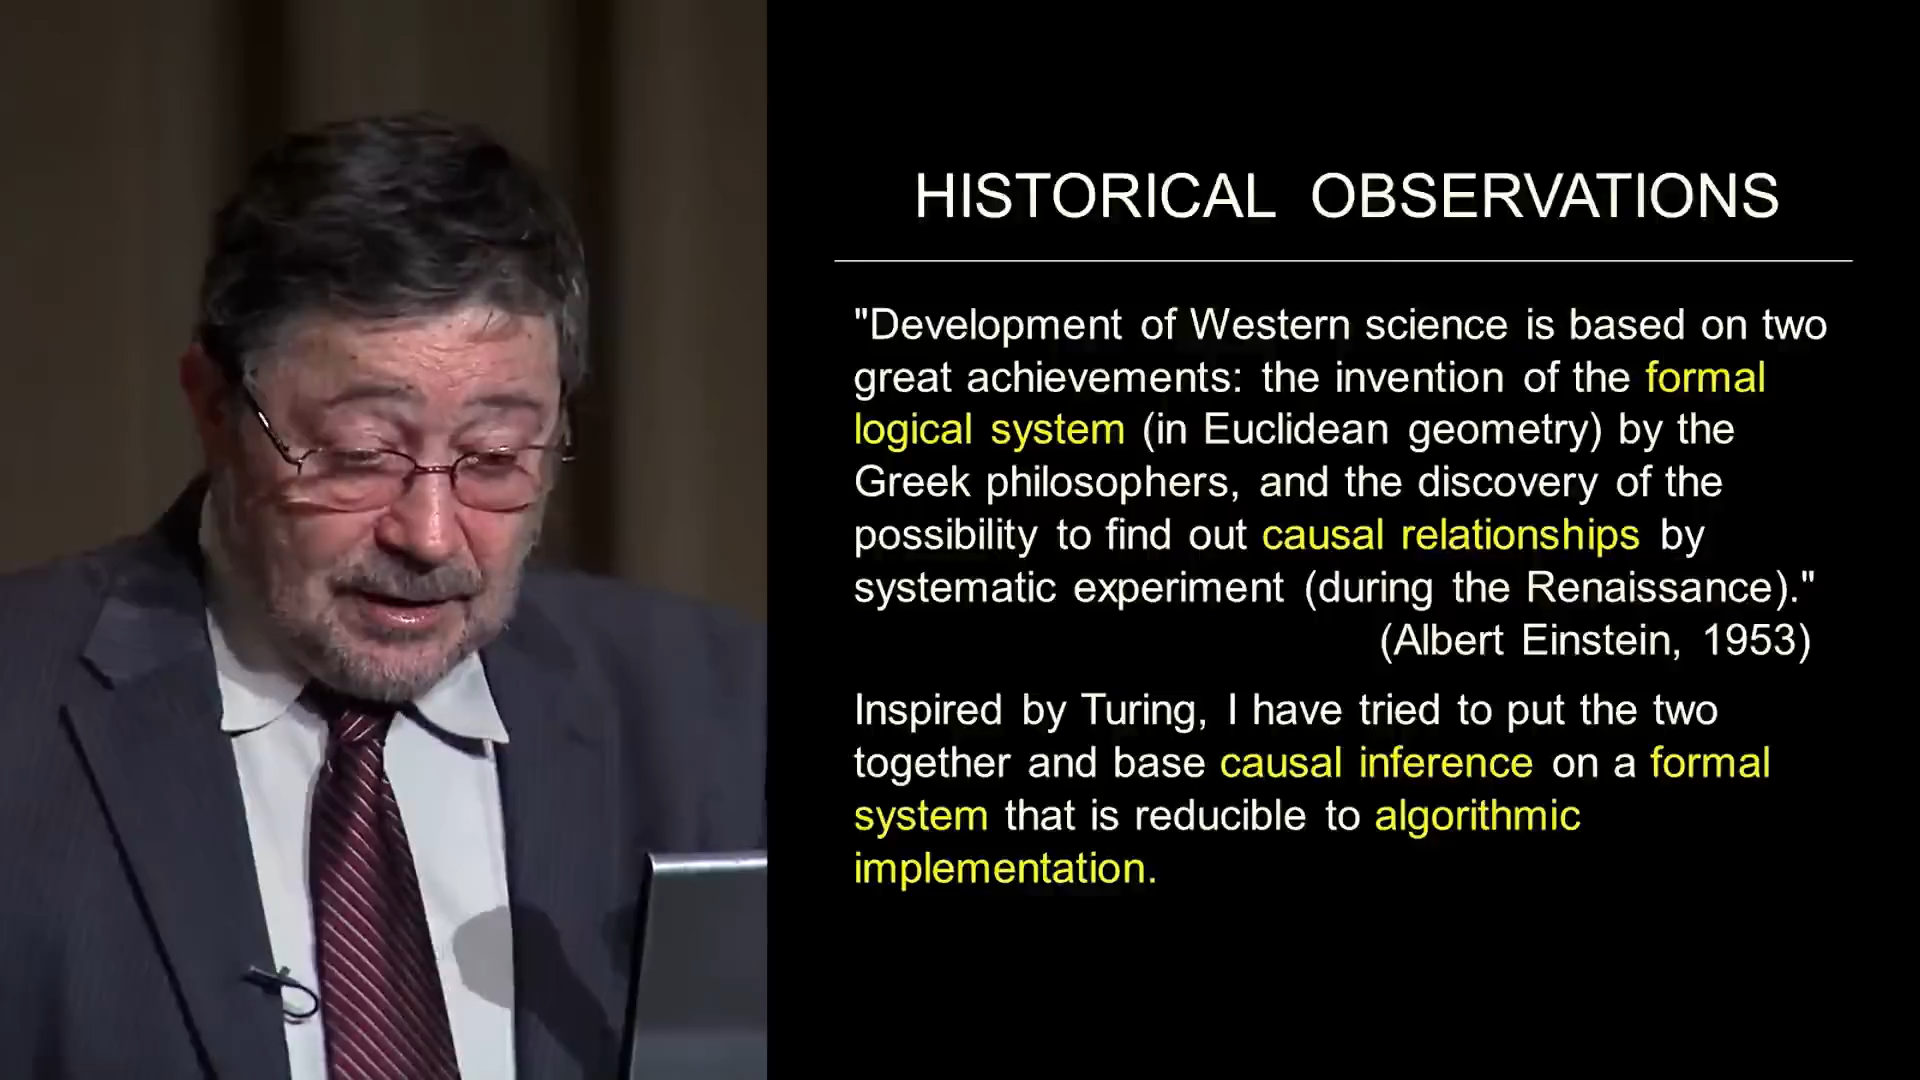 HISTORICAL OBSERVATIONS
"Development of Western science is based on two
great achievements: the invention of the formal
logical system (in Euclidean geometry) by the
Greek philosophers, and the discovery of the
possibility to find out causal relationships by
systematic experiment (during the Renaissance)."
(Albert Einstein, 1953)
Inspired by Turing, I have tried to put the two
together and base causal inference on a formal
system that is reducible to algorithmic
implementation.